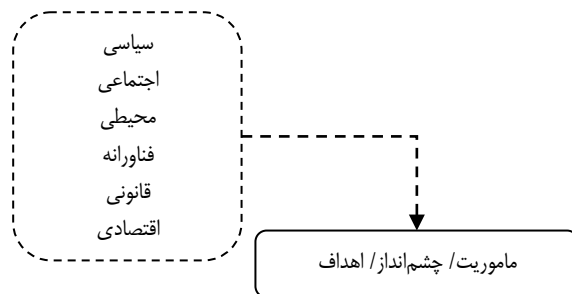 سیاسی
اجتماعی
محیطی
فناورانه
قانونی
اقتصادی
ماموریت/ چشم‌انداز/ اهداف